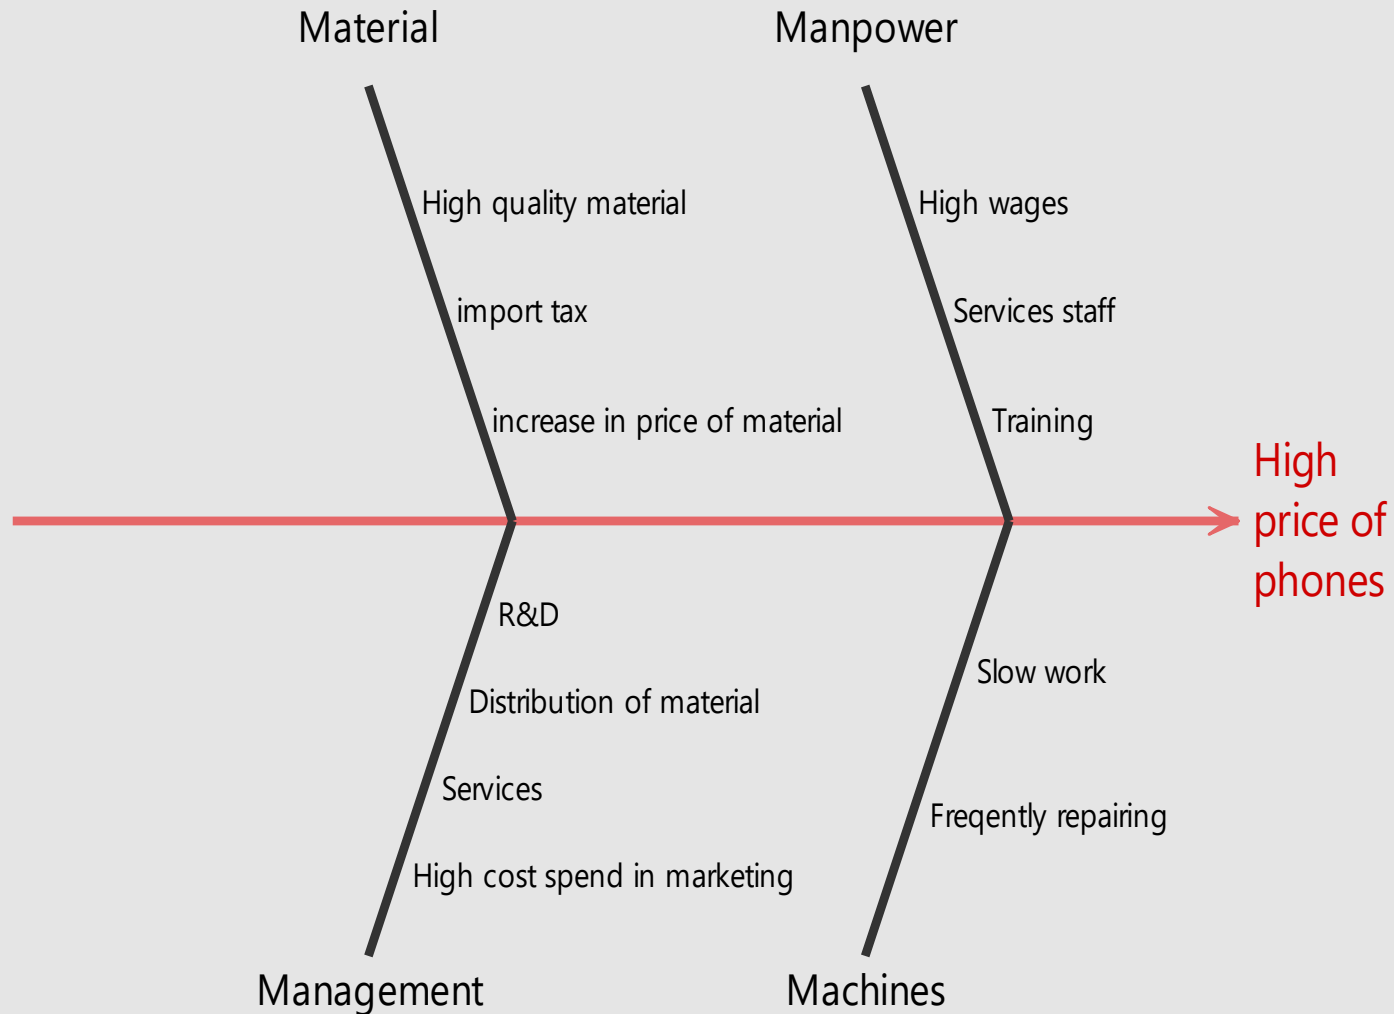 Material
Manpower
High quality material
High wages
import tax
Services staff
increase in price of material
Training
High
price of
phones
R&D
Slow work
Distribution of material
Services
Freqently repairing
High cost spend in marketing
Management
Machines